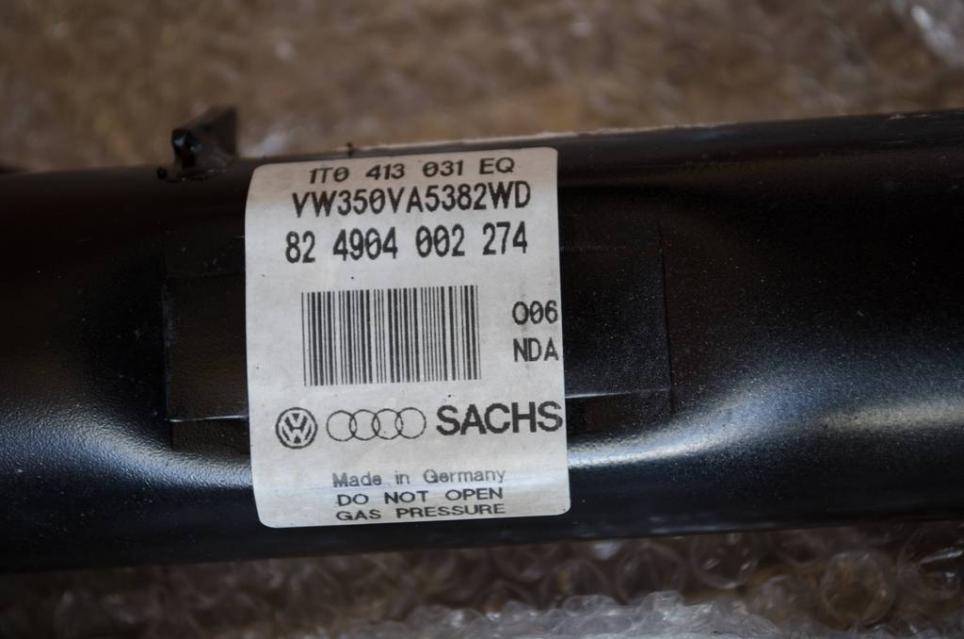 1T0 413 031 EQ
VW350VA5382WD
82 4904 002 274
006
NDA
SACHS
Made in Germany
DO NOT OPEN
GAS PRESSURE